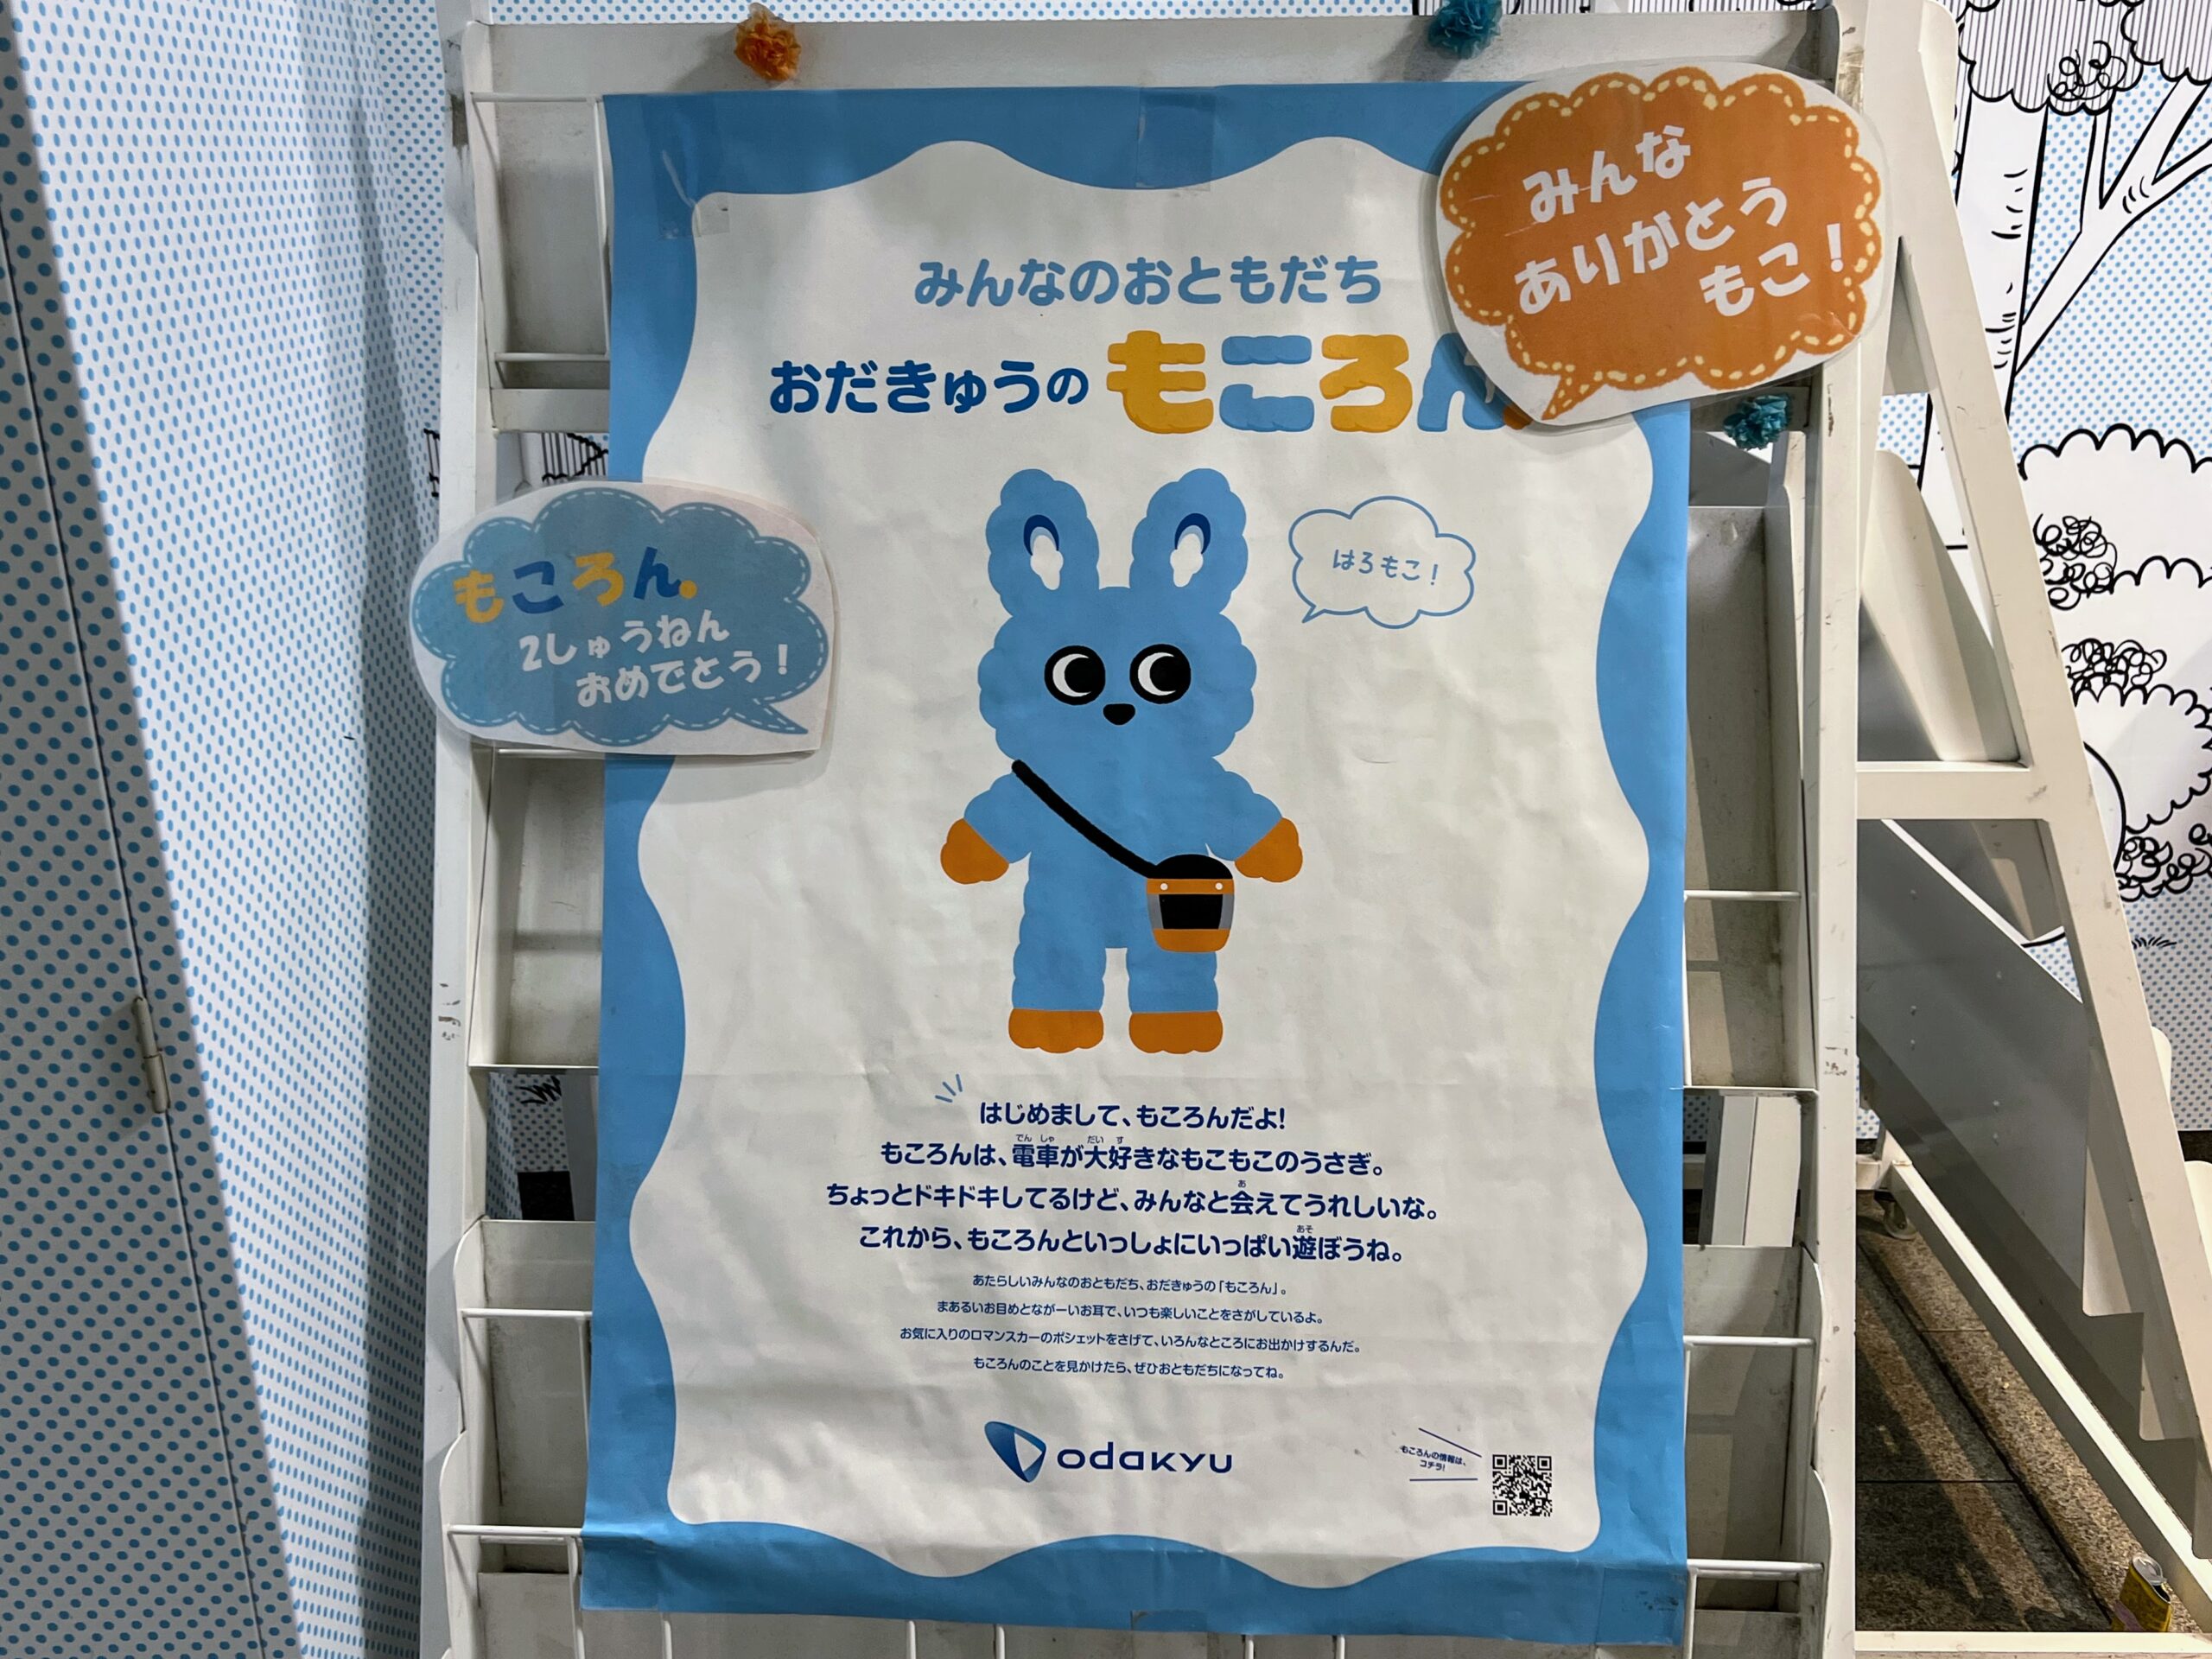 みんな
ありがとう
もこ！
みんなのおともだち
おだきゅうの もころん
もころん.
2しゅうねん
おめでとう！
はろもこ！
はじめまして、もころんだよ!
でんしゃ だいす
もころんは、電車が大好きなもこもこのうさぎ。
あ
ちょっとドキドキしてるけど、みんなと会えてうれしいな。
あそ
これから、もころんといっしょにいっぱい遊ぼうね。
あたらしいみんなのおともだち、おだきゅうの「もころん」。
まあるいお目めとながーいお耳で、いつも楽しいことをさがしているよ。
お気に入りのロマンスカーのポシェットをさげて、いろんなところにお出かけするんだ。
もころんのことを見かけたら、ぜひおともだちになってね。
odakyu
もころんの情報は、
コチラ!